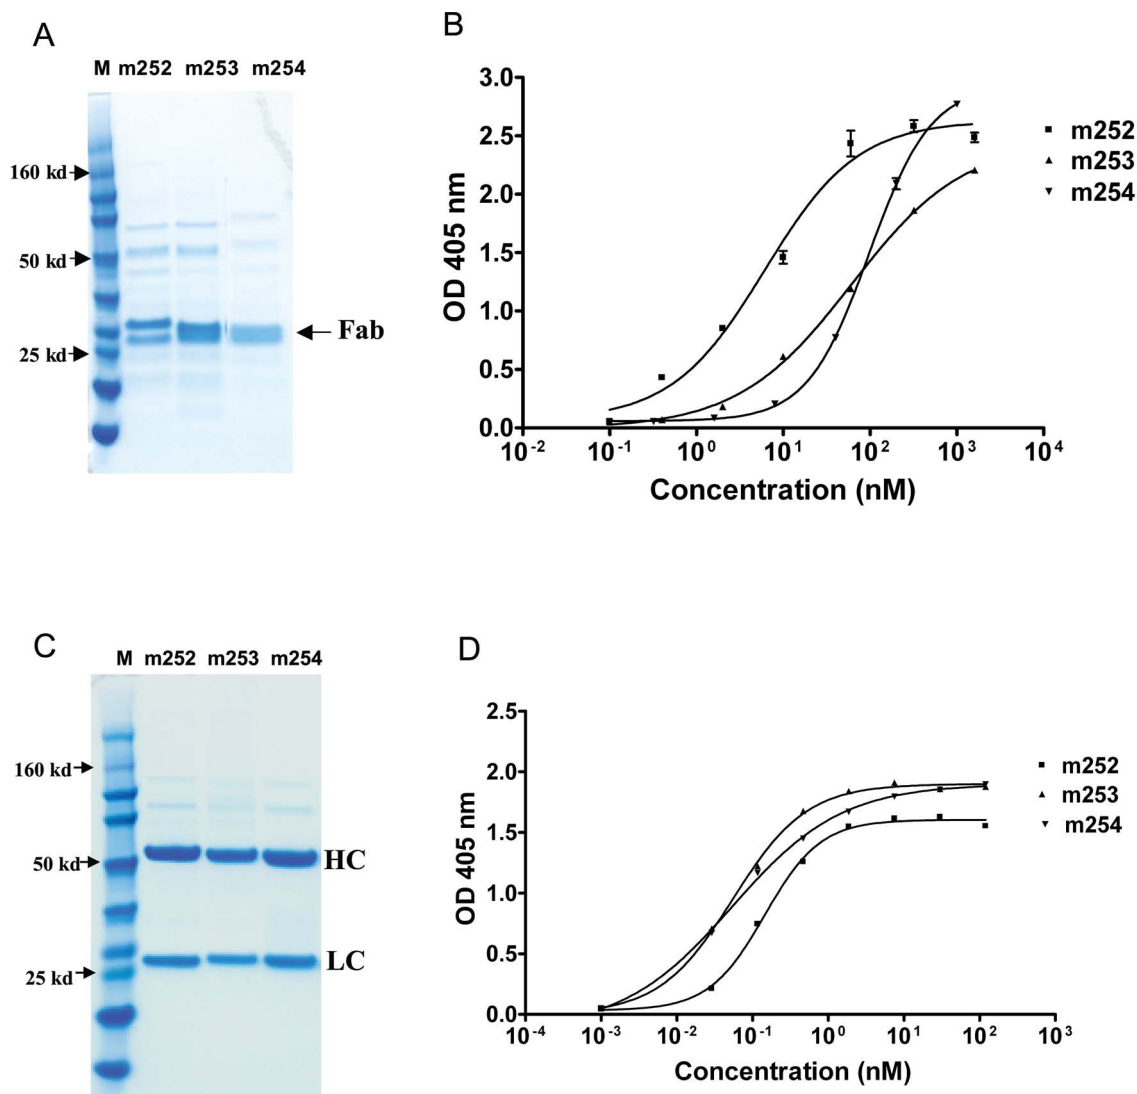 A
M m252 m253 m254
160 kd
50 kd
25 kd
Fab
B
3.0
2.5
2.0
1.5
1.0
0.5
0.0
OD 405 nm
10-2 10-1 100 101 102 103 104
Concentration (nM)
m252
m253
m254
C
M m252 m253 m254
160 kd
50 kd
25 kd
HC
LC
D
2.5
2.0
1.5
1.0
0.5
0.0
OD 405 nm
10-4 10-3 10-2 10-1 100 101 102 103
Concentration (nM)
m252
m253
m254